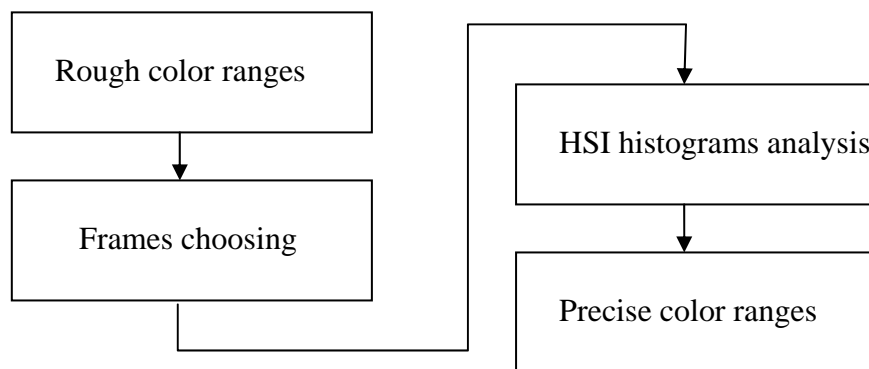 Rough color ranges
Frames choosing
HSI histograms analysis
Precise color ranges